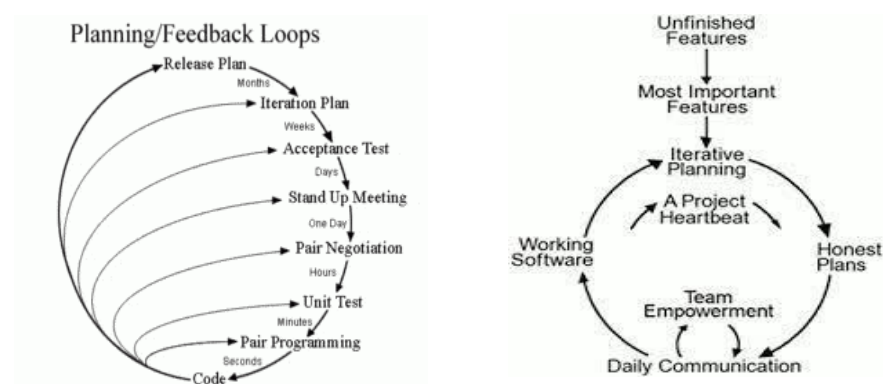 Planning/Feedback Loops
Release Plan
Months
Iteration Plan
Weeks
Acceptance Test
Days
Stand Up Meeting
One Day
Pair Negotiation
Hours
Unit Test
Minutes
Pair Programming
Seconds
Code
Unfinished
Features
Most Important
Features
Iterative
Planning
A Project
Heartbeat
Working
Software
Honest
Plans
Team
Empowerment
Daily Communication